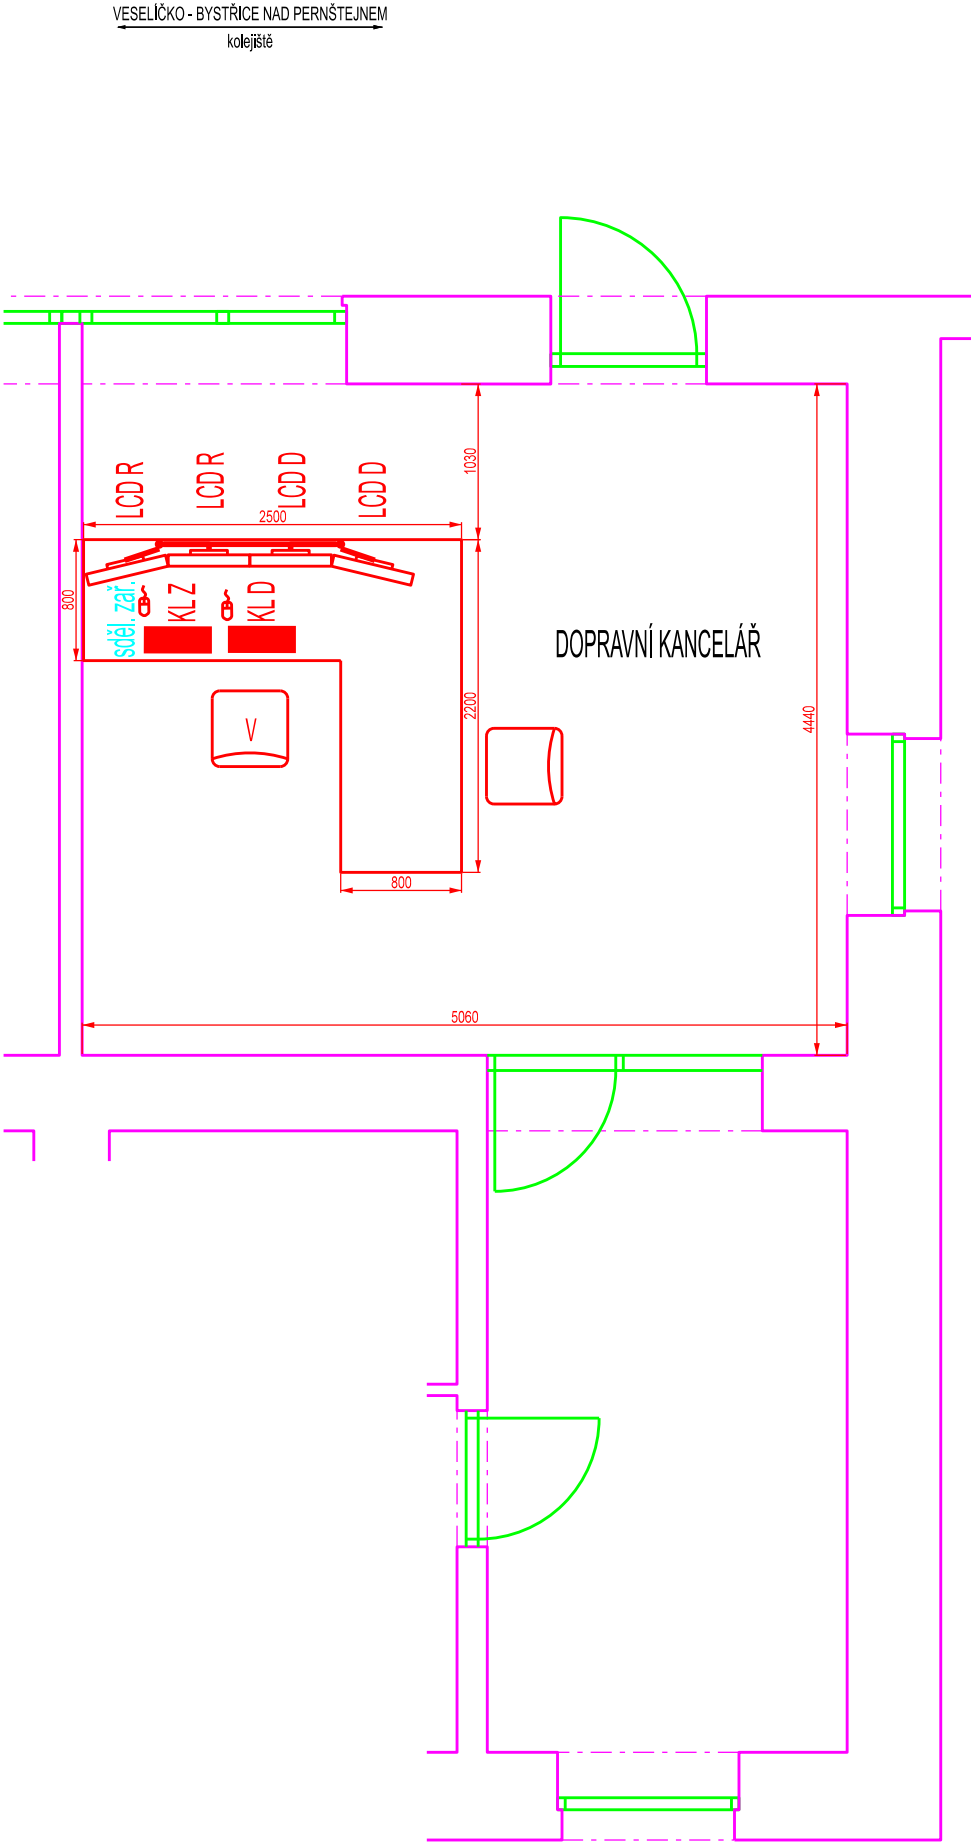 VESELÍČKO - BYSTŘICE NAD PERNŠTEJNEM
kolejiště
LCD R
LCD R
LCD D
LCD D
1030
2500
800
sděl. zař.
KL Z
KL D
DOPRAVNÍ KANCELÁŘ
V
2200
4440
800
5060